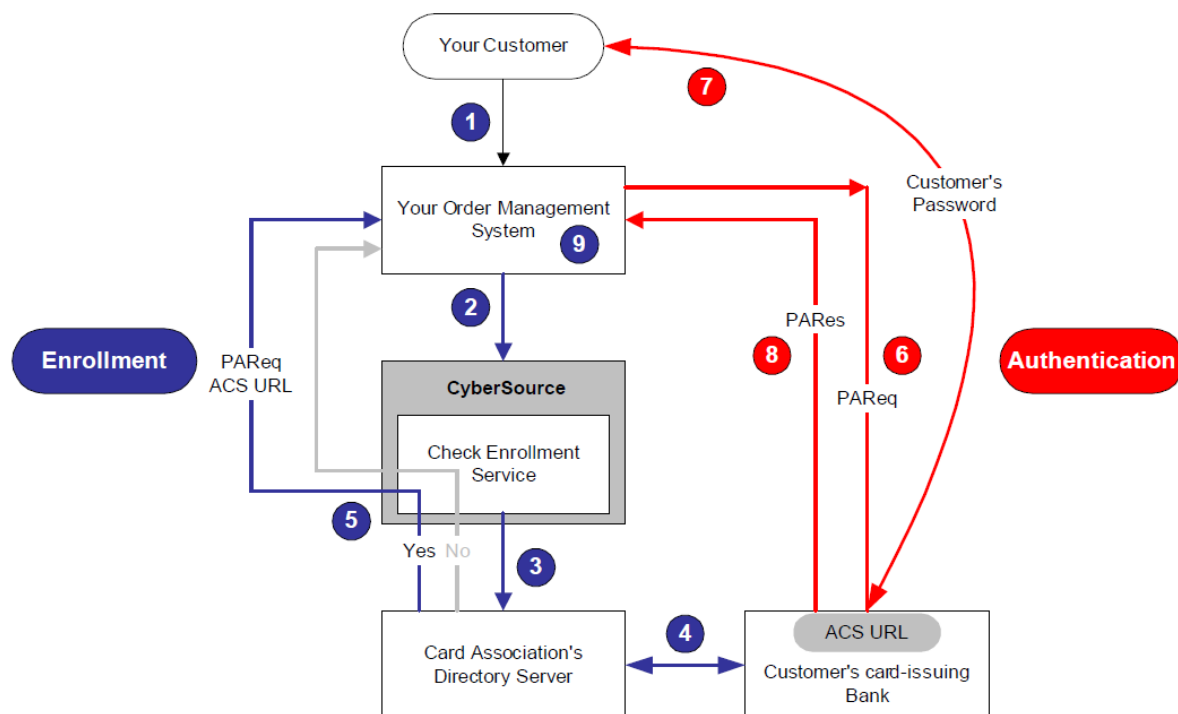 Your Customer
7
1
Customer's
Password
Your Order Management
System
9
2
Enrollment
PAReq
ACS URL
PARes
8
6
PAReq
Authentication
CyberSource
Check Enrollment
Service
5
Yes No
3
4
Card Association's
Directory Server
ACS URL
Customer's card-issuing
Bank